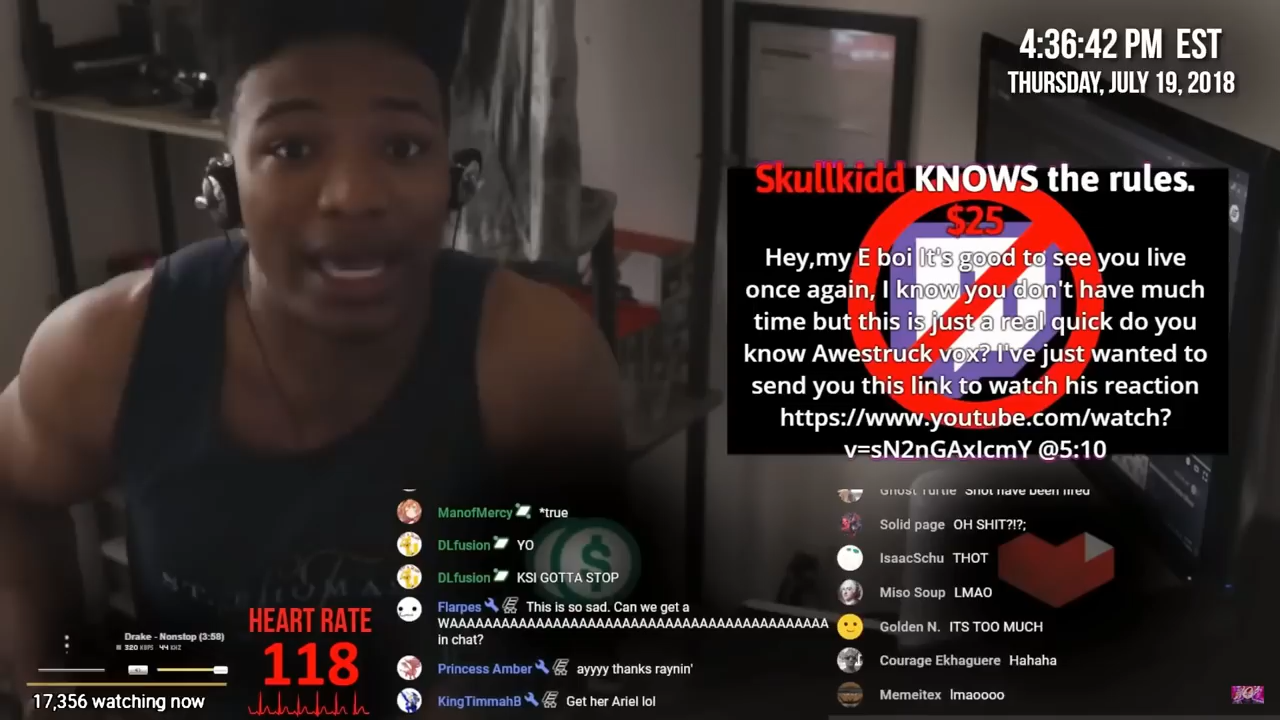 4:36:42 PM EST
THURSDAY, JULY 19, 2018
Skullkidd KNOWS the rules.
$25
Hey,my E boi It's good to see you live
once again, I know you don't have much
time but this is just a real quick do you
know Awestruck vox? I've just wanted to
send you this link to watch his reaction
https://www.youtube.com/watch?
v=sN2nGAxIcmY @5:10
ManofMercy *true
DLfusion YO
DLfusion KSI GOTTA STOP
Flarpes This is so sad. Can we get a
WAAAAAAAAAAAAAAAAAAAAAAAAAAAAAAAAAAAAAAAAAAA
in chat?
Princess Amber ayyyy thanks raynin'
KingTimmahB Get her Ariel lol
Ghost Turtle Shot have been fired
Solid page OH SHIT?!?;
IsaacSchu THOT
Miso Soup LMAO
Golden N. ITS TOO MUCH
Courage Ekhaguere Hahaha
Memeitex lmaoooo
HEART RATE
118
Drake - Nonstop (3:58)
320 KBPS 44 KHZ
17,356 watching now